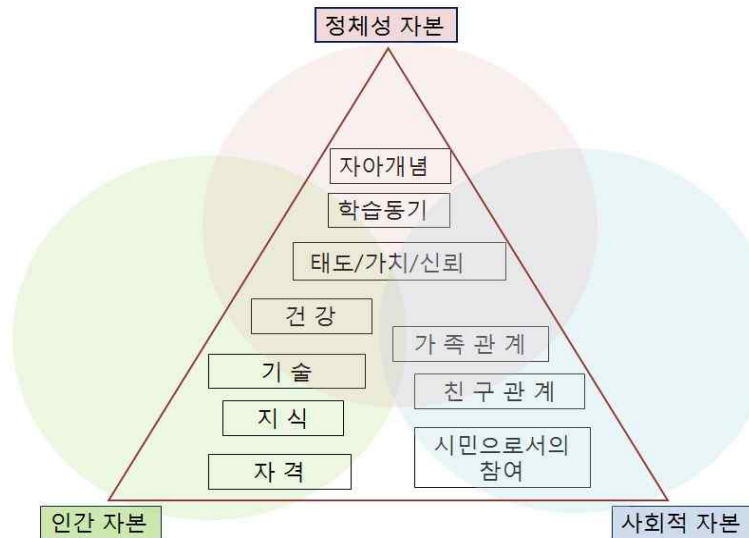 정체성 자본
자아개념
학습동기
태도/가치/신뢰
건 강
가 족 관 계
기 술
친 구 관 계
지 식
시민으로서의
참여
자 격
인간 자본
사회적 자본